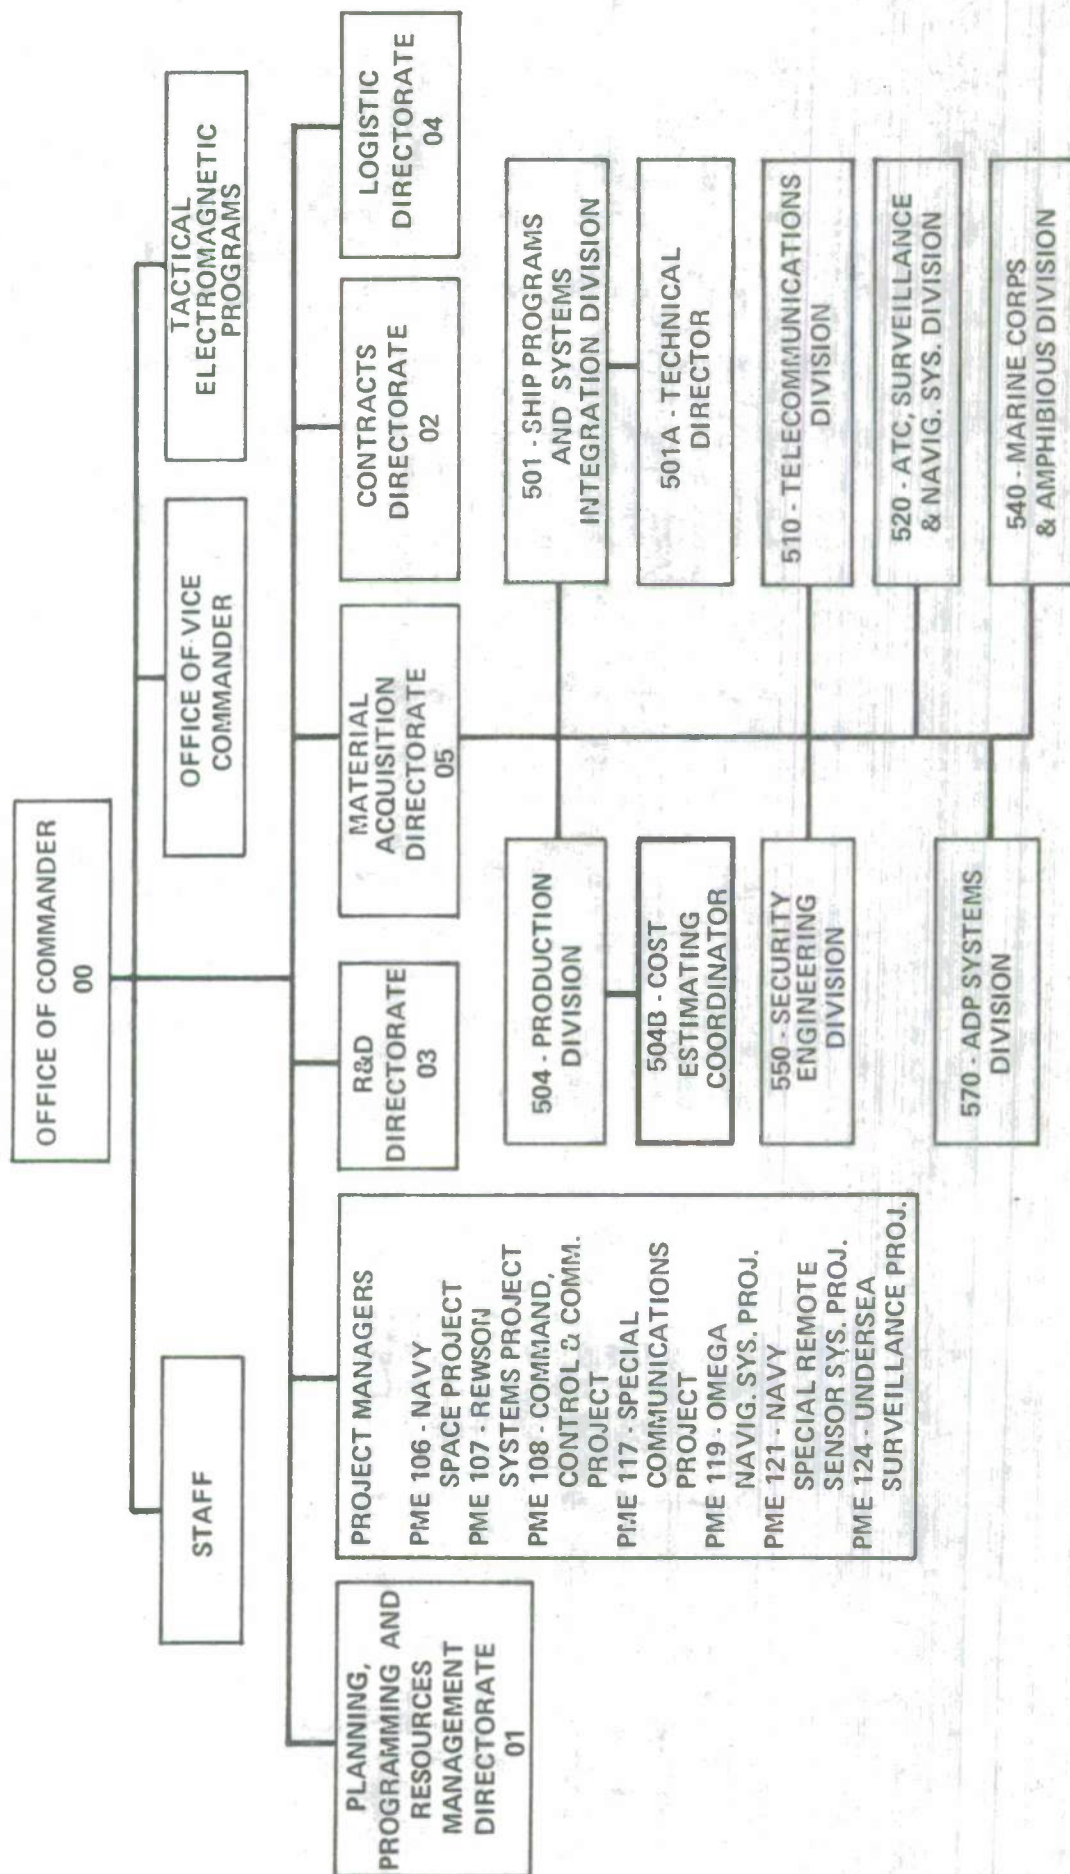 OFFICE OF COMMANDER
00
STAFF
OFFICE OF VICE
COMMANDER
TACTICAL
ELECTROMAGNETIC
PROGRAMS
PLANNING,
PROGRAMMING AND
RESOURCES
MANAGEMENT
DIRECTORATE
01
PROJECT MANAGERS
PME 106 - NAVY
SPACE PROJECT
PME 107 - REWSON
SYSTEMS PROJECT
PME 108 - COMMAND,
CONTROL & COMM.
PROJECT
PME 117 - SPECIAL
COMMUNICATIONS
PROJECT
PME 119 - OMEGA
NAVIG. SYS. PROJ.
PME 121 - NAVY
SPECIAL REMOTE
SENSOR SYS. PROJ.
PME 124 - UNDERSEA
SURVEILLANCE PROJ.
R&D
DIRECTORATE
03
MATERIAL
ACQUISITION
DIRECTORATE
05
CONTRACTS
DIRECTORATE
02
LOGISTIC
DIRECTORATE
04
504 - PRODUCTION
DIVISION
504B - COST
ESTIMATING
COORDINATOR
550 - SECURITY
ENGINEERING
DIVISION
570 - ADP SYSTEMS
DIVISION
501 - SHIP PROGRAMS
AND SYSTEMS
INTEGRATION DIVISION
501A - TECHNICAL
DIRECTOR
510 - TELECOMMUNICATIONS
DIVISION
520 - ATC, SURVEILLANCE
& NAVIG. SYS. DIVISION
540 - MARINE CORPS
& AMPHIBIOUS DIVISION